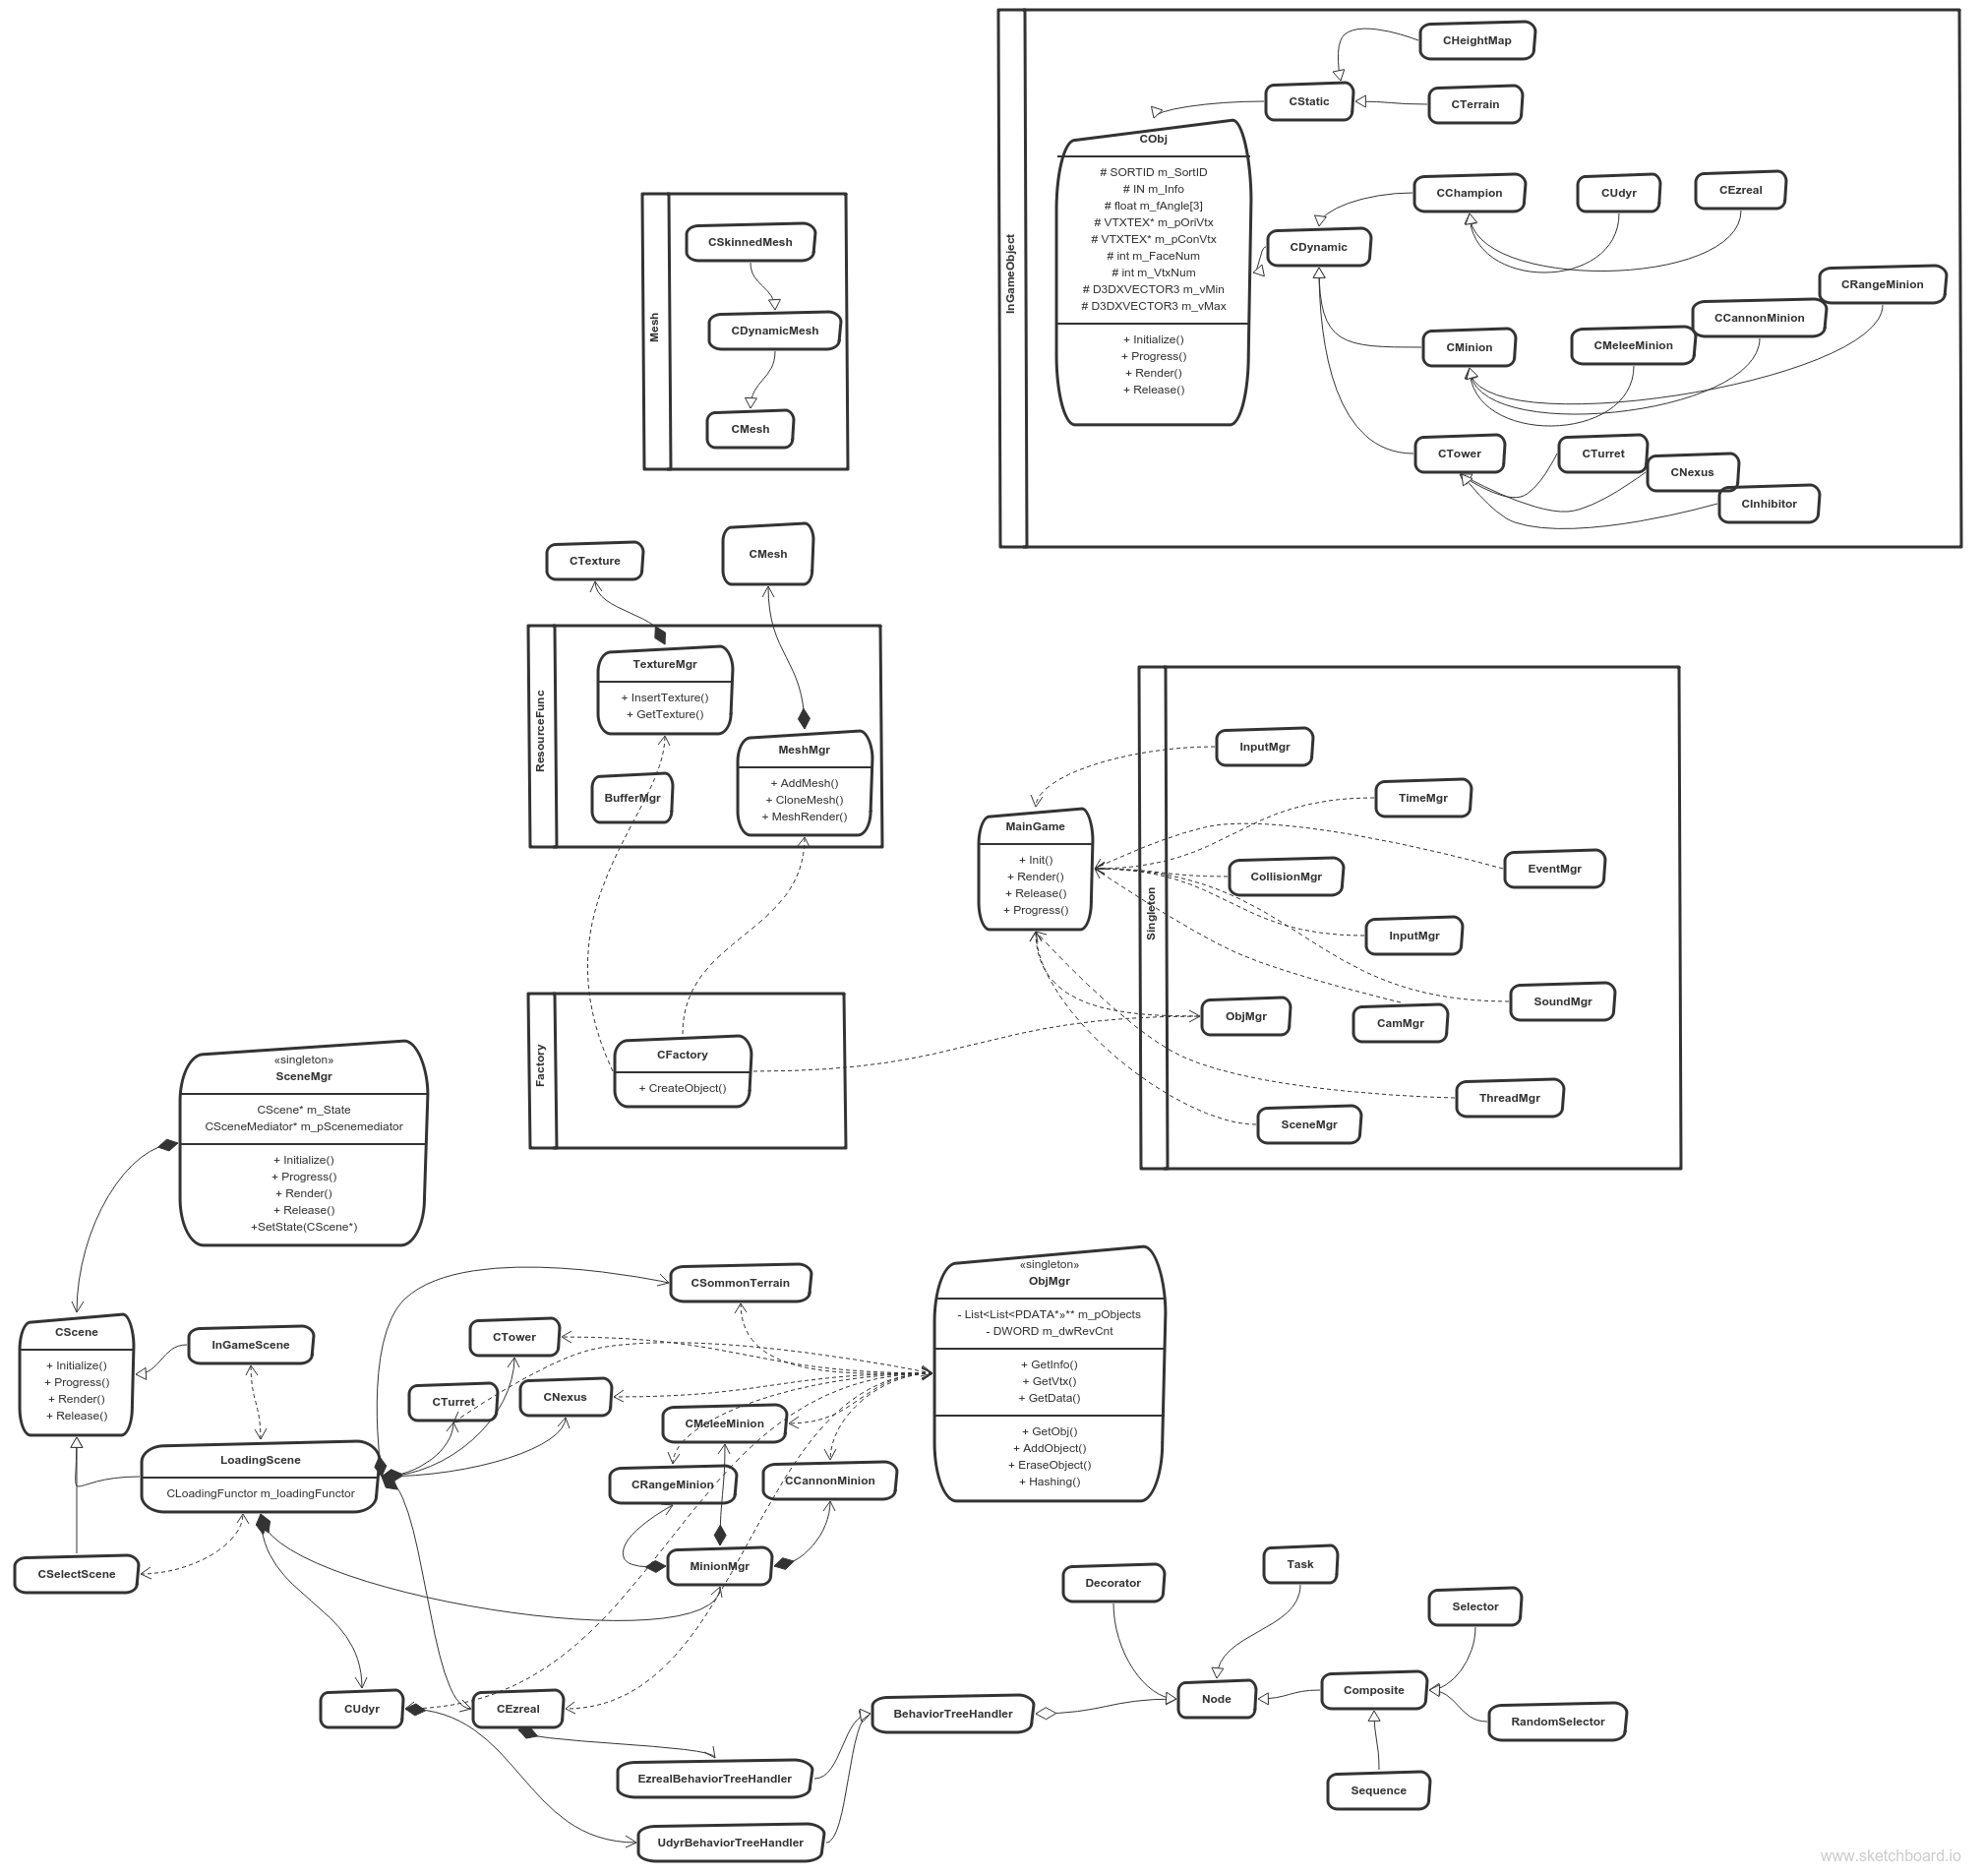 InGameObject
CHeightMap
CStatic
CTerrain
CObj
# SORTID m_SortID
# IN m_Info
# float m_fAngle[3]
# VTXTEX* m_pOriVtx
# VTXTEX* m_pConVtx
# int m_FaceNum
# int m_VtxNum
# D3DXVECTOR3 m_vMin
# D3DXVECTOR3 m_vMax
+ Initialize()
+ Progress()
+ Render()
+ Release()
CChampion
CUdyr
CEzreal
CDynamic
CRangeMinion
CCannonMinion
CMeleeMinion
CMinion
CTower
CTurret
CNexus
CInhibitor
Mesh
CSkinnedMesh
CDynamicMesh
CMesh
CTexture
CMesh
ResourceFunc
TextureMgr
+ InsertTexture()
+ GetTexture()
MeshMgr
+ AddMesh()
+ CloneMesh()
+ MeshRender()
BufferMgr
Singleton
InputMgr
TimeMgr
MainGame
+ Init()
+ Render()
+ Release()
+ Progress()
EventMgr
CollisionMgr
InputMgr
SoundMgr
ObjMgr
CamMgr
ThreadMgr
SceneMgr
Factory
CFactory
+ CreateObject()
«singleton»
SceneMgr
CScene* m_State
CSceneMediator* m_pScenemediator
+ Initialize()
+ Progress()
+ Render()
+ Release()
+SetState(CScene*)
CScene
+ Initialize()
+ Progress()
+ Render()
+ Release()
InGameScene
LoadingScene
CLoadingFunctor m_loadingFunctor
CSelectScene
CSommonTerrain
CTower
CTurret
CNexus
CMeleeMinion
CRangeMinion
CCannonMinion
MinionMgr
«singleton»
ObjMgr
- List<List<PDATA*»** m_pObjects
- DWORD m_dwRevCnt
+ GetInfo()
+ GetVtx()
+ GetData()
+ GetObj()
+ AddObject()
+ EraseObject()
+ Hashing()
CUdyr
CEzreal
EzrealBehaviorTreeHandler
UdyrBehaviorTreeHandler
BehaviorTreeHandler
Decorator
Task
Node
Composite
Selector
RandomSelector
Sequence
www.sketchboard.io